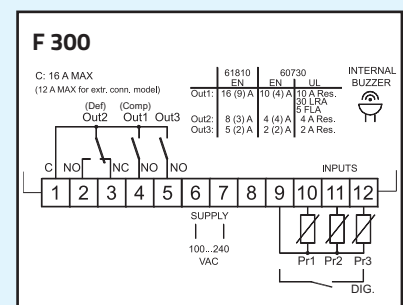 F 300
C: 16 A MAX
(12 A MAX for extr. conn. model)
61810 60730
EN EN UL
Out1: 16 (9) A 10 (4) A 10 A Res.
30 LRA
5 FLA
Out2: 8 (3) A 4 (4) A 4 A Res.
Out3: 5 (2) A 2 (2) A 2 A Res.
INTERNAL
BUZZER
(Def) (Comp)
Out2 Out1 Out3
C NO NC NO NO INPUTS
1 2 3 4 5 6 7 8 9 10 11 12
SUPPLY
100...240
VAC
Pr1 Pr2 Pr3
DIG.